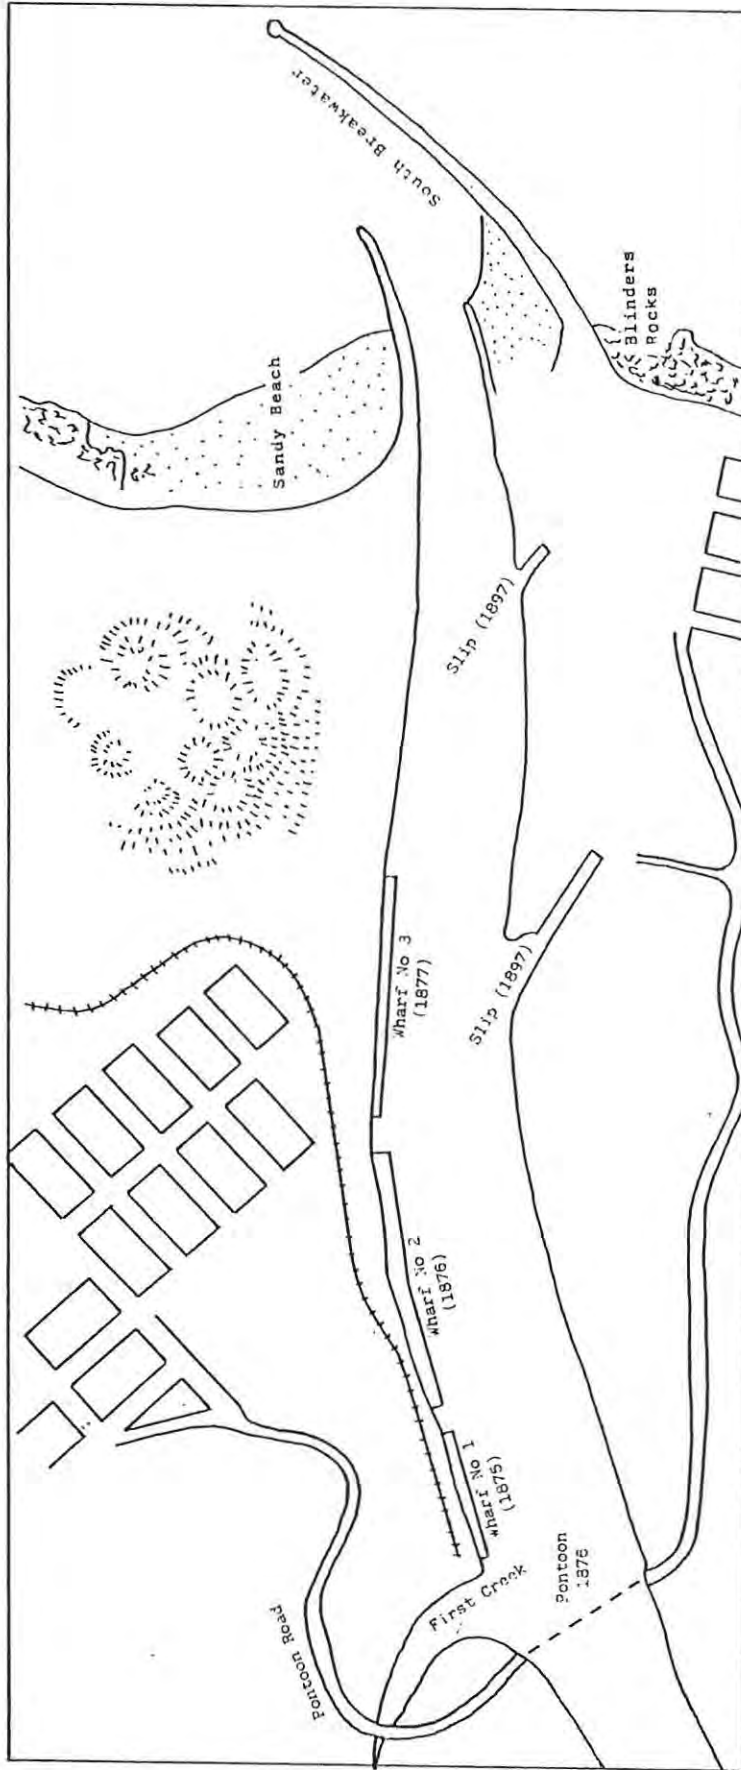 South Breakwater
Blinders
Rocks
Sandy Beach
Slip (1897)
Wharf No 3
(1877)
Slip (1897)
Wharf No 2
(1876)
Wharf No 1
(1875)
First Creek
Pontoon
1876
Pontoon Road